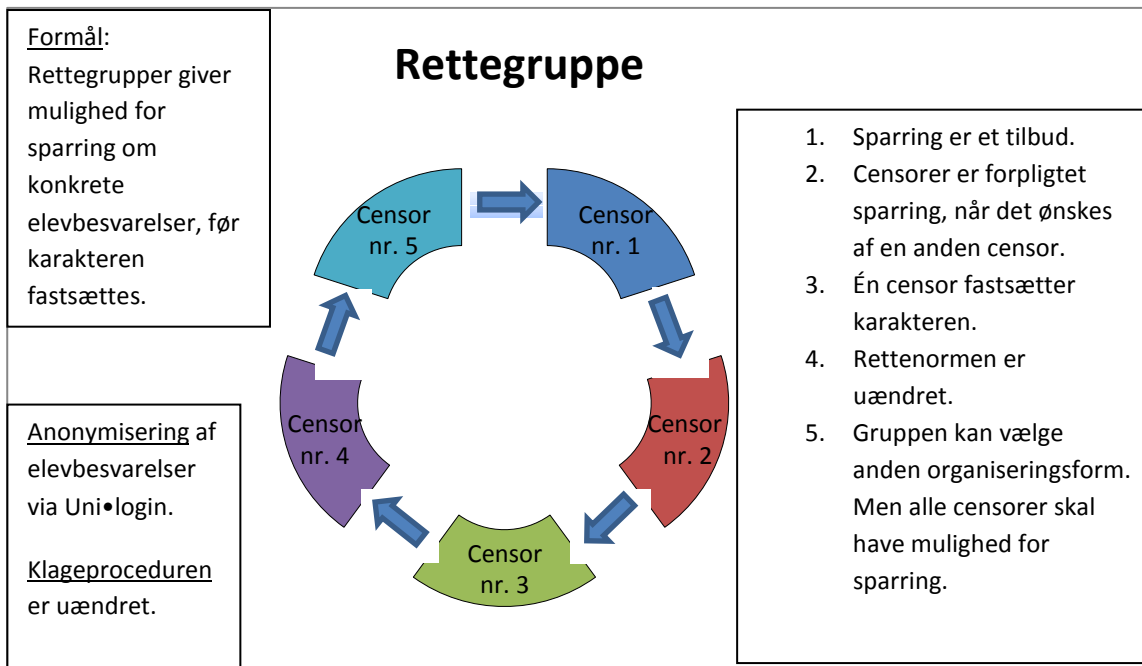 Rettegruppe
Formål:
Rettegrupper giver
mulighed for
sparring om
konkrete
elevbesvarelser, før
karakteren
fastsættes.
Anonymisering af
elevbesvarelser
via Uni•login.
Klageproceduren
er uændret.
Censor
nr. 1
Censor
nr. 2
Censor
nr. 3
Censor
nr. 4
Censor
nr. 5
1. Sparring er et tilbud.
2. Censorer er forpligtet
sparring, når det ønskes
af en anden censor.
3. Én censor fastsætter
karakteren.
4. Rettenormen er
uændret.
5. Gruppen kan vælge
anden organiseringsform.
Men alle censorer skal
have mulighed for
sparring.